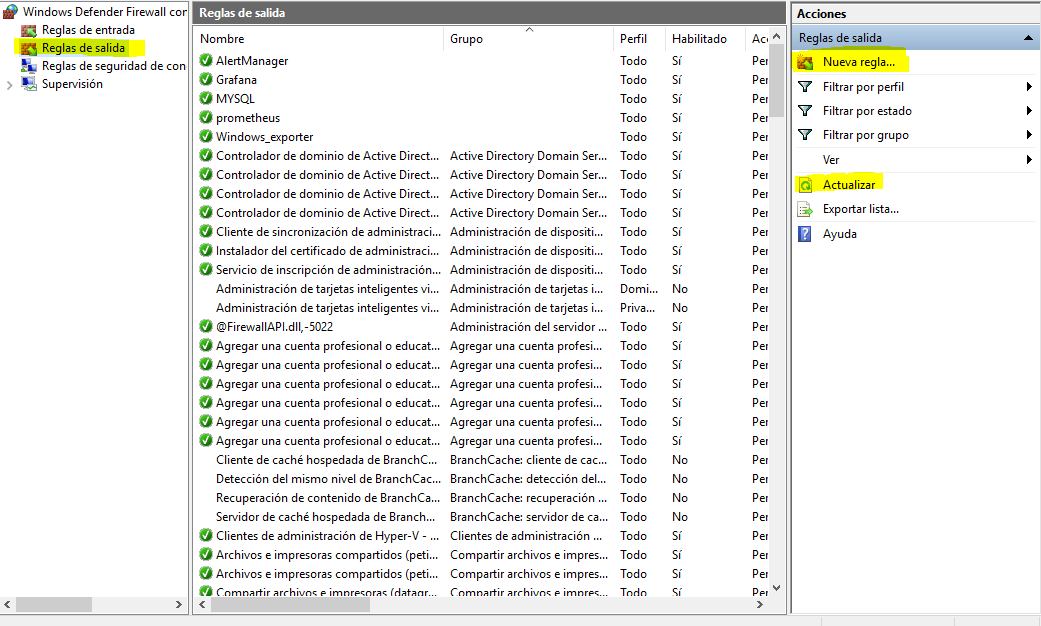 Windows Defender Firewall con
Reglas de entrada
Reglas de salida
Reglas de seguridad de con
Supervisión
Reglas de salida
Nombre Grupo Perfil Habilitado Acc
AlertManager Todo Sí Per
Grafana Todo Sí Per
MYSQL Todo Sí Per
prometheus Todo Sí Per
Windows_exporter Todo Sí Per
Controlador de dominio de Active Direct... Active Directory Domain Ser... Todo Sí Per
Controlador de dominio de Active Direct... Active Directory Domain Ser... Todo Sí Per
Controlador de dominio de Active Direct... Active Directory Domain Ser... Todo Sí Per
Controlador de dominio de Active Direct... Active Directory Domain Ser... Todo Sí Per
Cliente de sincronización de administraci... Administración de dispositi... Todo Sí Per
Instalador del certificado de administraci... Administración de dispositi... Todo Sí Per
Servicio de inscripción de administración... Administración de dispositi... Todo Sí Per
Administración de tarjetas inteligentes vi... Administración de tarjetas i... Domi... No Per
Administración de tarjetas inteligentes vi... Administración de tarjetas i... Priva... No Per
@FirewallAPI.dll,-5022 Administración del servidor ... Todo Sí Per
Agregar una cuenta profesional o educat... Agregar una cuenta profesi... Todo Sí Per
Agregar una cuenta profesional o educat... Agregar una cuenta profesi... Todo Sí Per
Agregar una cuenta profesional o educat... Agregar una cuenta profesi... Todo Sí Per
Agregar una cuenta profesional o educat... Agregar una cuenta profesi... Todo Sí Per
Agregar una cuenta profesional o educat... Agregar una cuenta profesi... Todo Sí Per
Agregar una cuenta profesional o educat... Agregar una cuenta profesi... Todo Sí Per
Cliente de caché hospedada de BranchC... BranchCache: cliente de cac... Todo No Per
Detección del mismo nivel de BranchCac... BranchCache: detección del... Todo No Per
Recuperación de contenido de BranchCa... BranchCache: recuperación ... Todo No Per
Servidor de caché hospedada de Branch... BranchCache: servidor de ca... Todo No Per
Clientes de administración de Hyper-V - ... Clientes de administración ... Todo Sí Per
Archivos e impresoras compartidos (peti... Compartir archivos e impres... Todo Sí Per
Archivos e impresoras compartidos (peti... Compartir archivos e impres... Todo Sí Per
Compartir archivos e impresoras (datagr... Compartir archivos e impres... Todo Sí Per
Acciones
Reglas de salida
Nueva regla...
Filtrar por perfil
Filtrar por estado
Filtrar por grupo
Ver
Actualizar
Exportar lista...
Ayuda